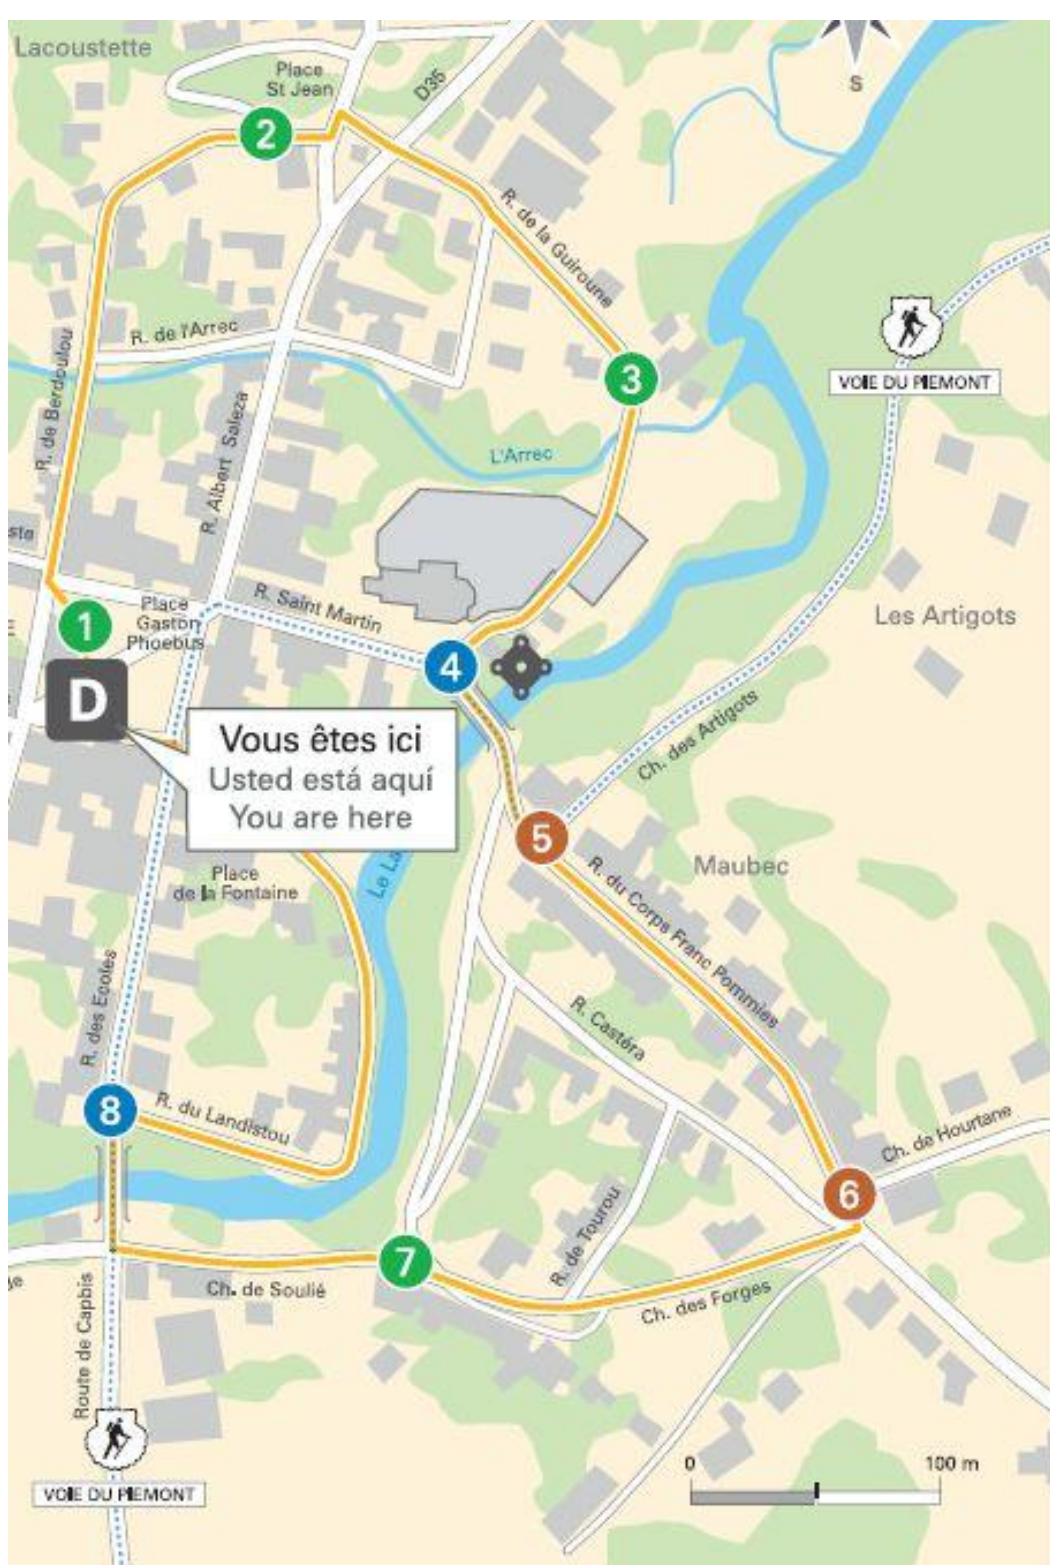 Lacoustette
Place
St Jean
D35
S
2
R. de la Guiroune
R. de l'Arrec
R. de Berdoulou
3
VOIE DU PIEMONT
R. Albert Saleza
L'Arrec
ste
R. Saint Martin
Place
Gaston
Phoebus
1
Les Artigots
4
D
Ch. des Artigots
Vous êtes ici
Usted está aquí
You are here
5
Maubec
Le La
Place
de la Fontaine
R. du Corps Franc Pommies
R. des Ecoles
R. Castéra
8
R. du Landistou
Ch. de Hourtane
6
R. de Tourou
7
Ch. de Soulié
Ch. des Forges
Route de Capbis
0 100 m
VOIE DU PIEMONT